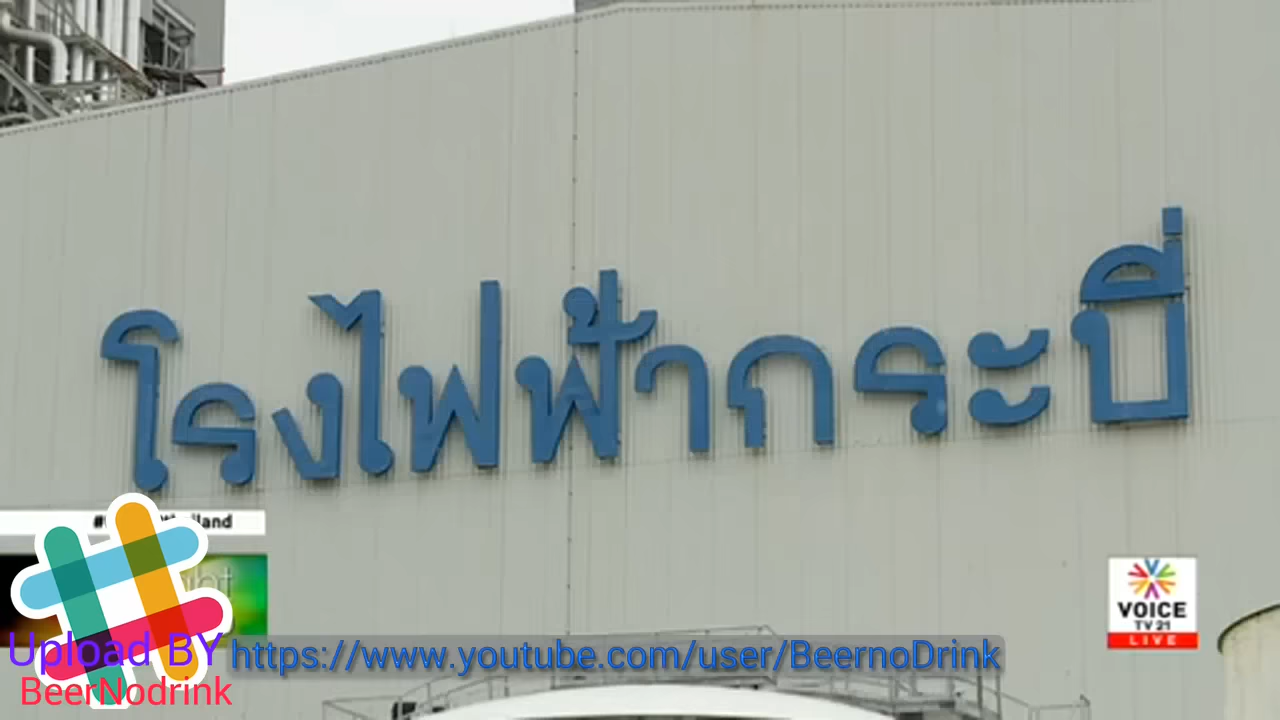 โรงไฟฟ้ากระบี่
VOICE
TV 21
LIVE
Upload BY
https://www.youtube.com/user/BeernoDrink
BeerNodrink